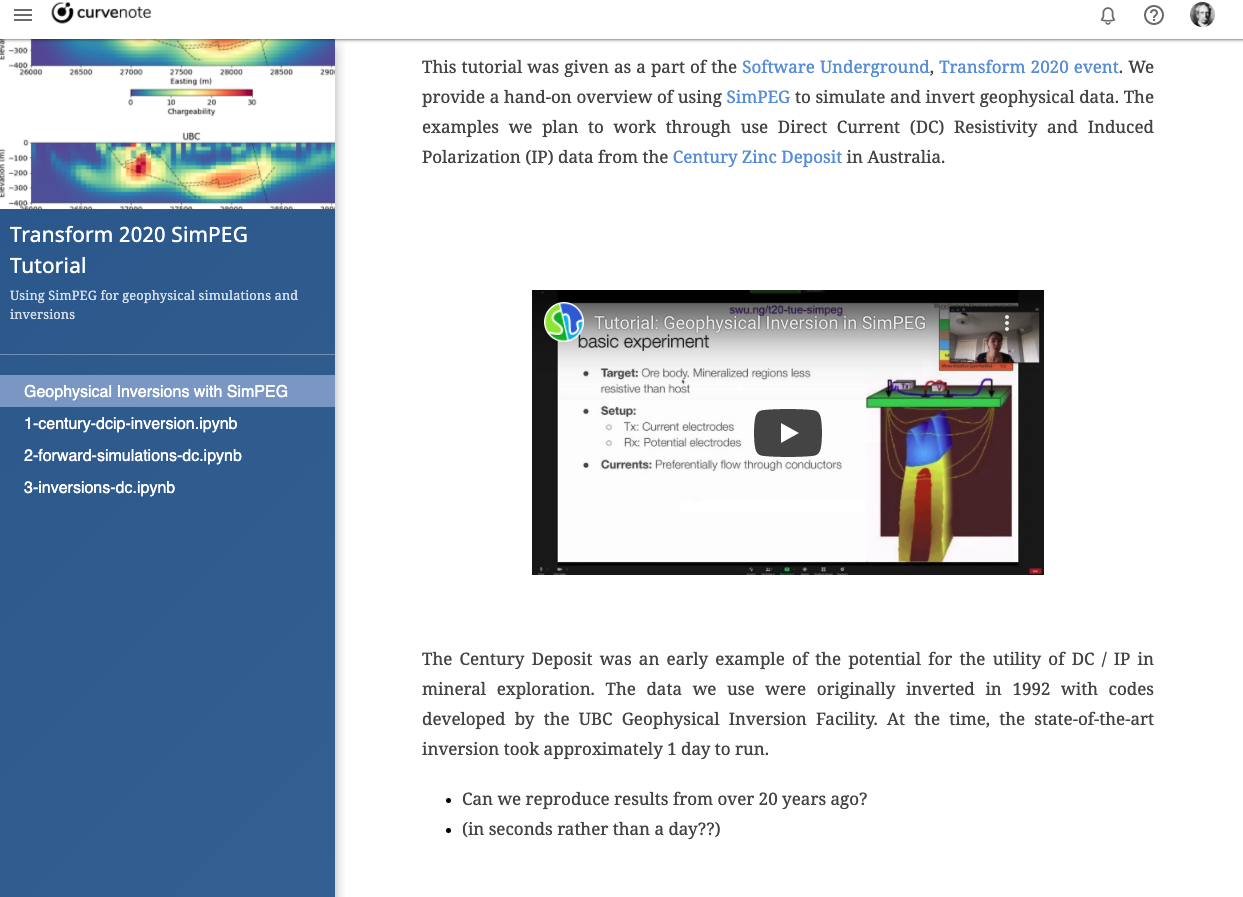 curvenote
-300
-400
26000 26500 27000 27500 28000 28500 290
Easting (m)
0 10 20 30
Chargeability
UBC
0
-100
-200
-300
-400
Elevation (m)
Transform 2020 SimPEG
Tutorial
Using SimPEG for geophysical simulations and
inversions
Geophysical Inversions with SimPEG
1-century-dcip-inversion.ipynb
2-forward-simulations-dc.ipynb
3-inversions-dc.ipynb
This tutorial was given as a part of the Software Underground, Transform 2020 event. We
provide a hand-on overview of using SimPEG to simulate and invert geophysical data. The
examples we plan to work through use Direct Current (DC) Resistivity and Induced
Polarization (IP) data from the Century Zinc Deposit in Australia.
swu.ng/t20-tue-simpeg
Tutorial: Geophysical Inversion in SimPEG
basic experiment
• Target: Ore body. Mineralized regions less
resistive than host
• Setup:
○ Tx: Current electrodes
○ Rx: Potential electrodes
• Currents: Preferentially flow through conductors
The Century Deposit was an early example of the potential for the utility of DC / IP in
mineral exploration. The data we use were originally inverted in 1992 with codes
developed by the UBC Geophysical Inversion Facility. At the time, the state-of-the-art
inversion took approximately 1 day to run.
• Can we reproduce results from over 20 years ago?
• (in seconds rather than a day??)